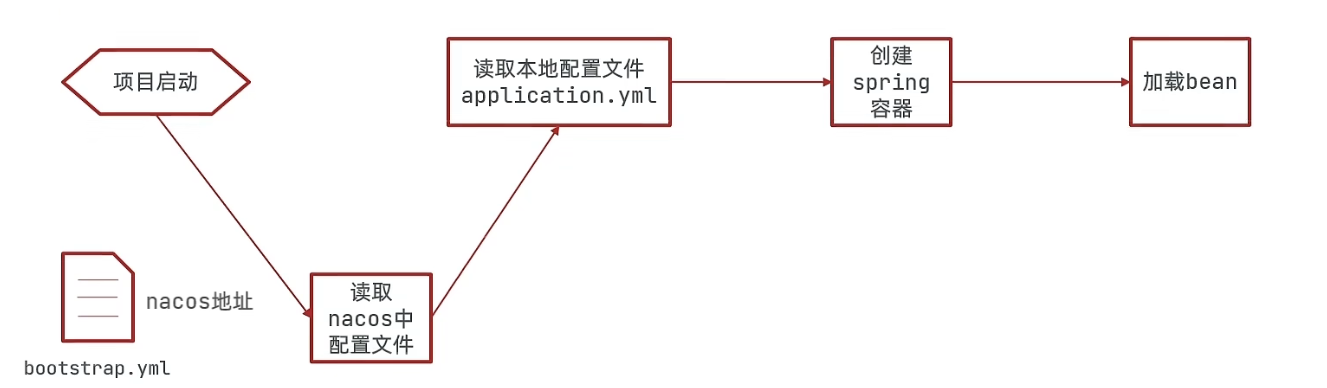 项目启动
读取本地配置文件
application.yml
创建
spring
容器
加载bean
nacos地址
bootstrap.yml
读取
nacos中
配置文件